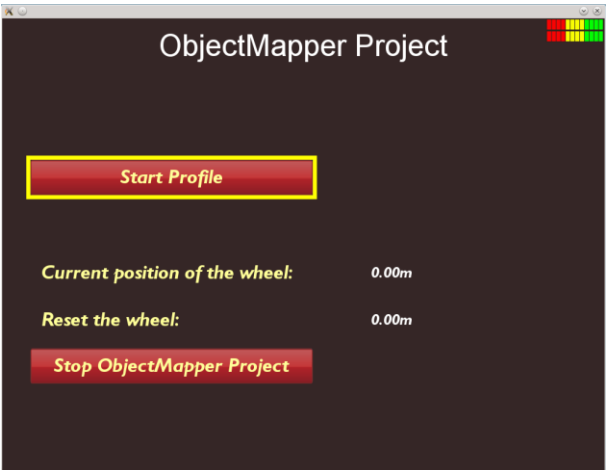 ObjectMapper Project
Start Profile
Current position of the wheel: 0.00m
Reset the wheel: 0.00m
Stop ObjectMapper Project